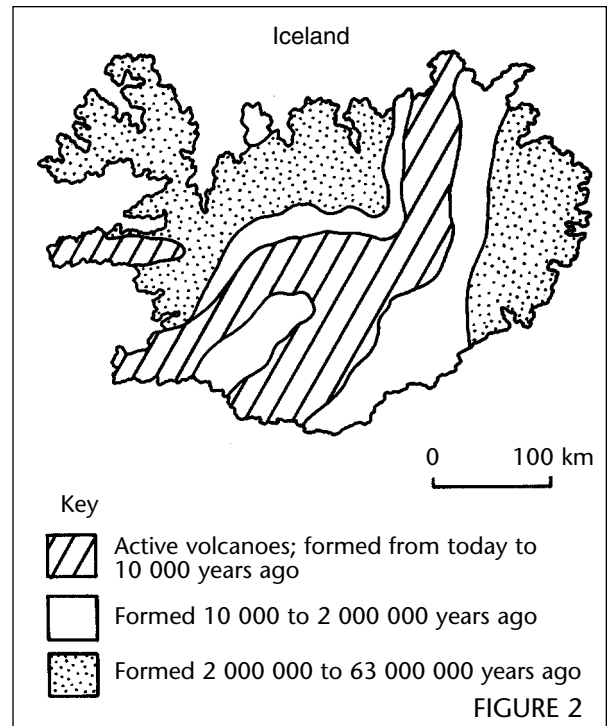 Iceland
0 100 km
Key
Active volcanoes; formed from today to
10 000 years ago
Formed 10 000 to 2 000 000 years ago
Formed 2 000 000 to 63 000 000 years ago
FIGURE 2